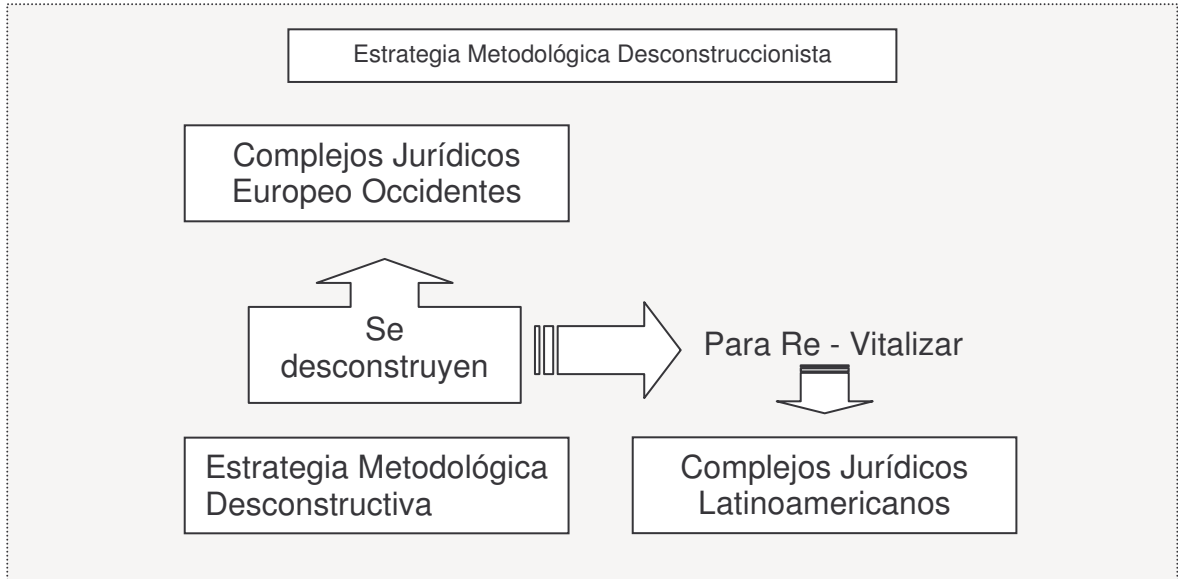 Estrategia Metodológica Desconstruccionista
Complejos Jurídicos
Europeo Occidentes
Se
desconstruyen
Para Re - Vitalizar
Estrategia Metodológica
Desconstructiva
Complejos Jurídicos
Latinoamericanos